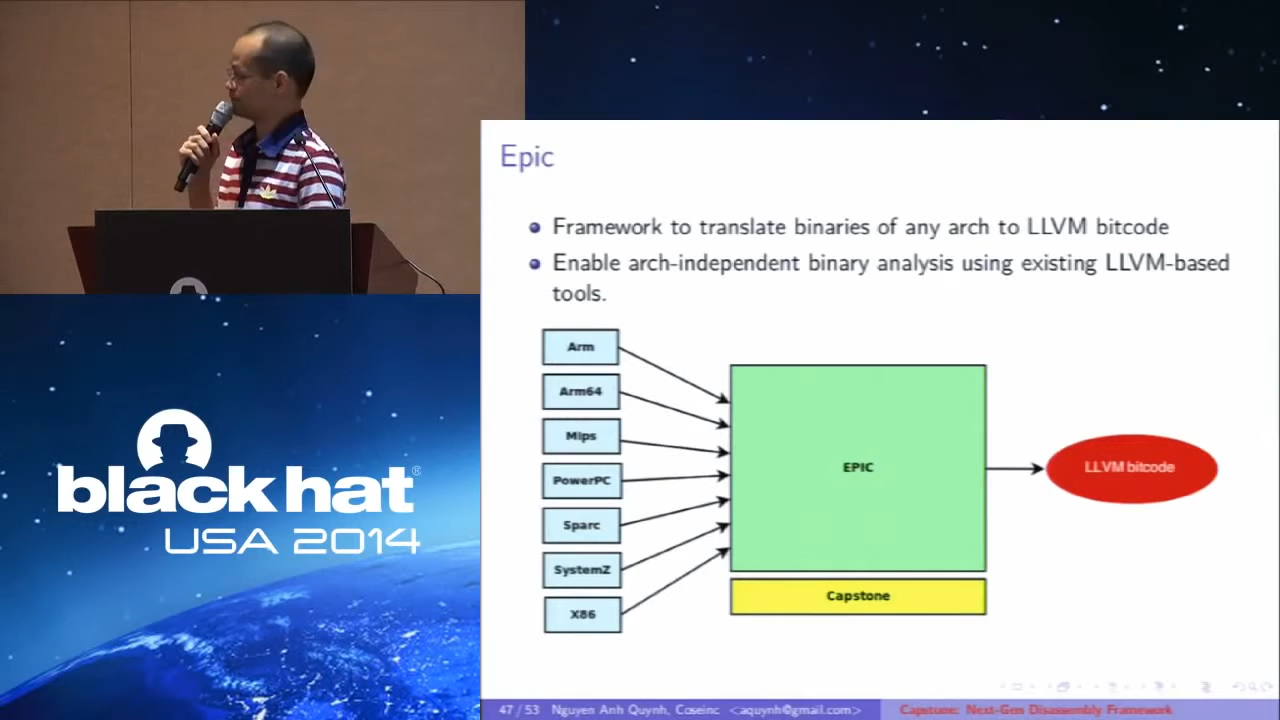 Epic
Framework to translate binaries of any arch to LLVM bitcode
Enable arch-independent binary analysis using existing LLVM-based
tools.
Arm
Arm64
Mips
PowerPC
Sparc
SystemZ
X86
EPIC
Capstone
LLVM bitcode
black hat®
USA 2014
47 / 53 Nguyen Anh Quynh, Coseinc <aquynh@gmail.com> Capstone: Next-Gen Disassembly Framework